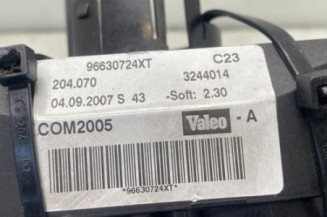 96630724XT C23
204.070 3244014
04.09.2007 S 43 -Soft: 2.30
COM2005 Valeo -A
*96630724XT*